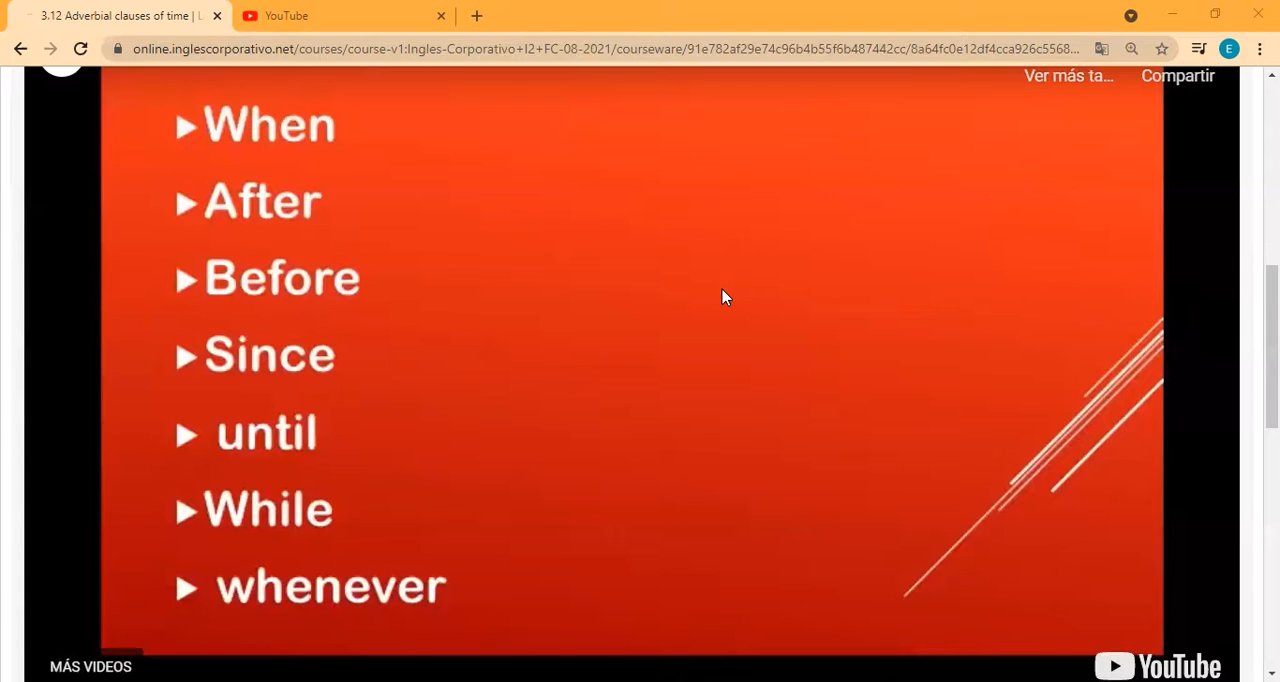 3.12 Adverbial clauses of time | L
YouTube
online.inglescorporativo.net/courses/course-v1:Ingles-Corporativo+I2+FC-08-2021/courseware/91e782af29e74c96b4b55f6b487442cc/8a64fc0e12df4cca926c5568...
E
Ver más ta... Compartir
When
After
Before
Since
until
While
whenever
MÁS VIDEOS
YouTube